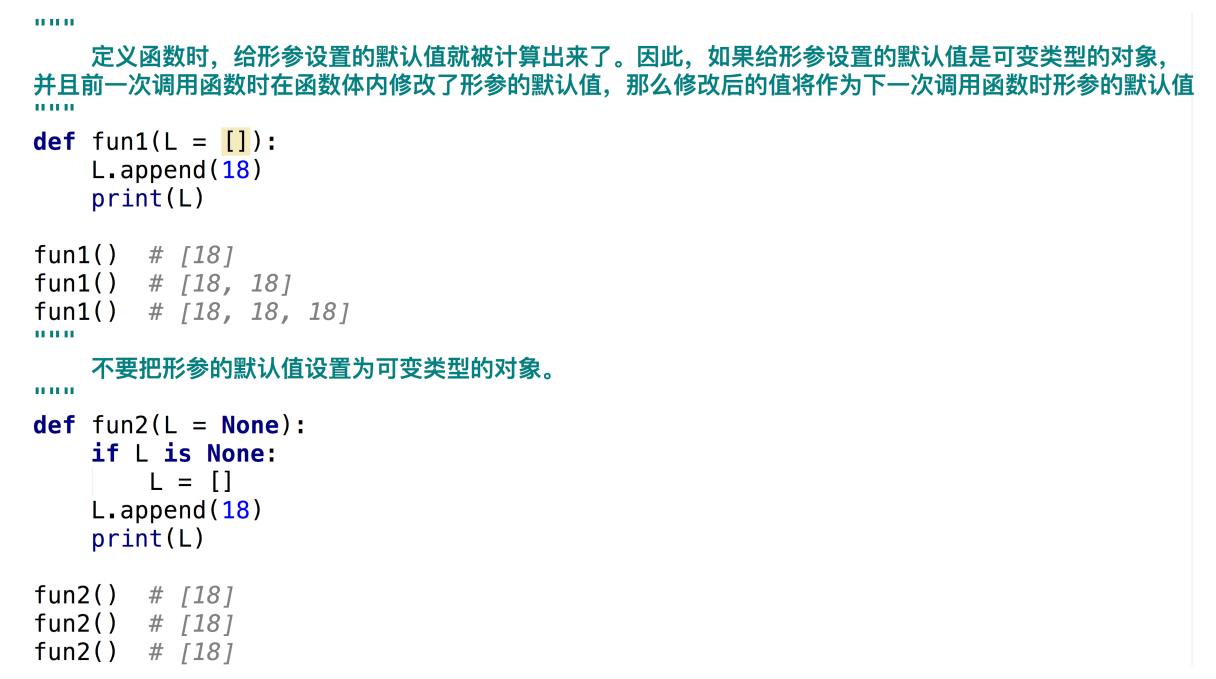 """
    定义函数时，给形参设置的默认值就被计算出来了。因此，如果给形参设置的默认值是可变类型的对象，
并且前一次调用函数时在函数体内修改了形参的默认值，那么修改后的值将作为下一次调用函数时形参的默认值
"""
def fun1(L = []):
    L.append(18)
    print(L)

fun1()  # [18]
fun1()  # [18, 18]
fun1()  # [18, 18, 18]
"""
    不要把形参的默认值设置为可变类型的对象。
"""
def fun2(L = None):
    if L is None:
        L = []
    L.append(18)
    print(L)

fun2()  # [18]
fun2()  # [18]
fun2()  # [18]